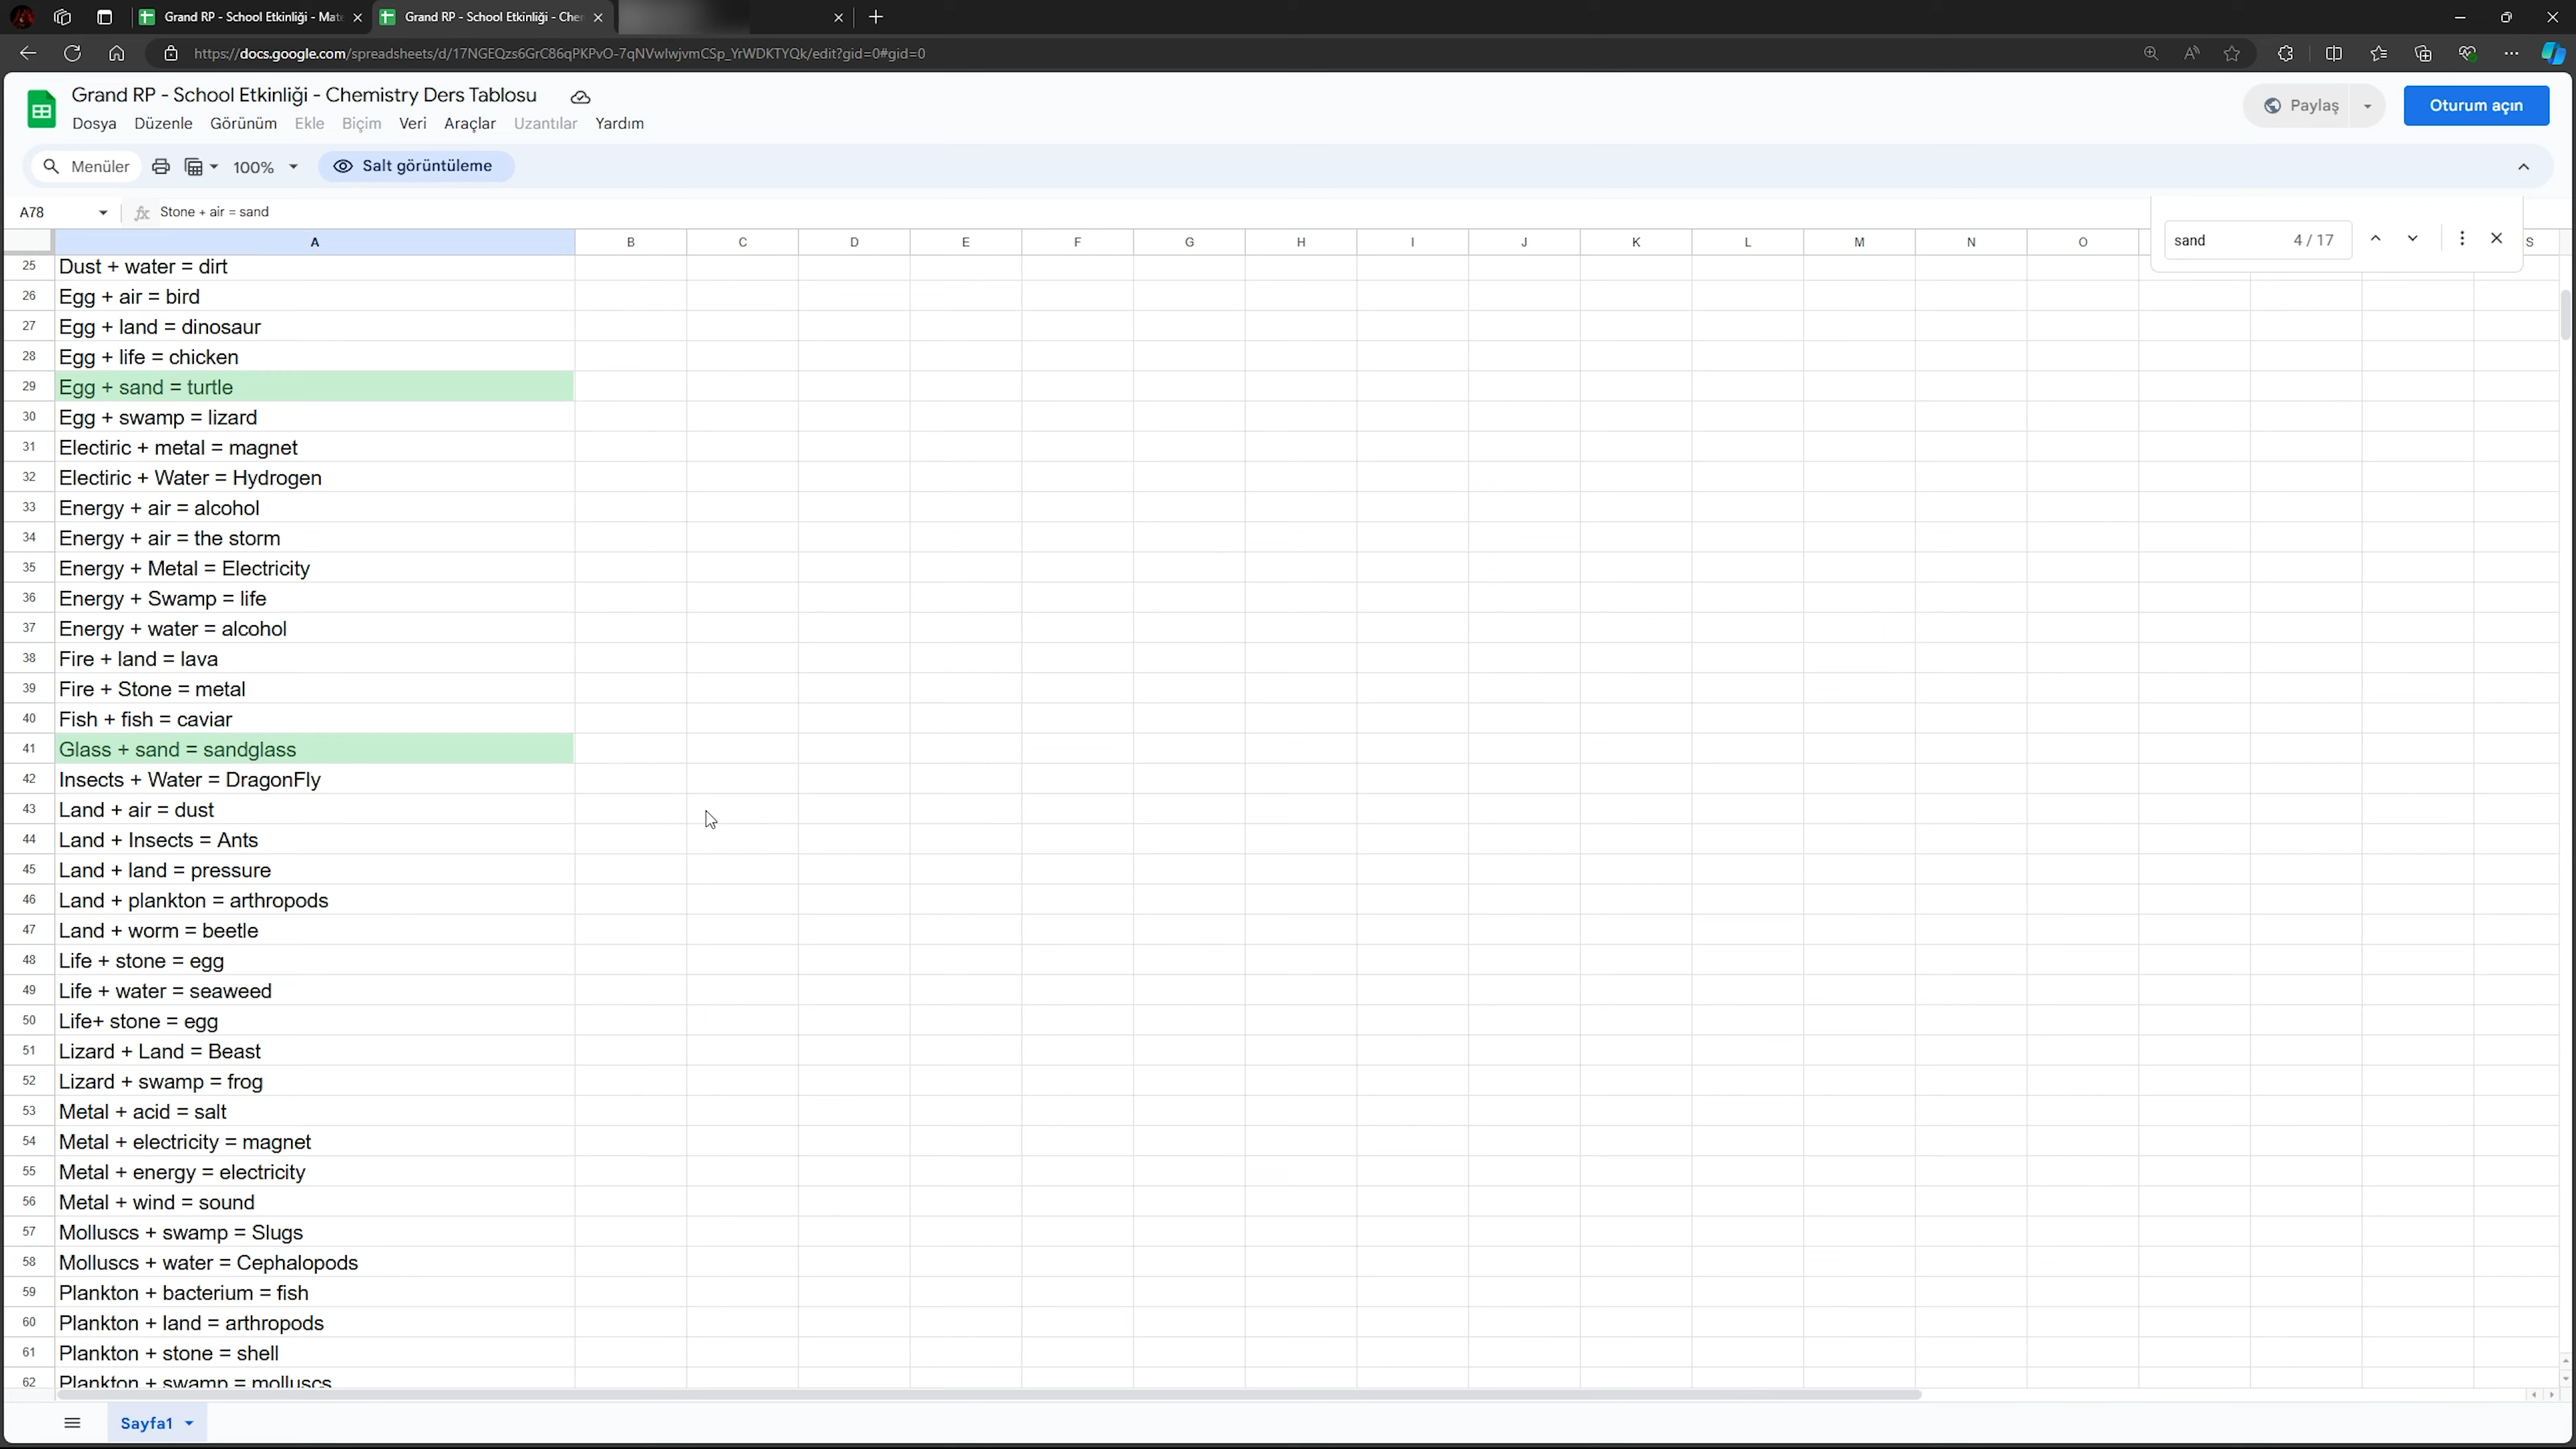 Grand RP - School Etkinliği - Mate
Grand RP - School Etkinliği - Chem
https://docs.google.com/spreadsheets/d/17NGEQzs6GrC86qPKPvO-7qNVwIwjvmCSp_YrWDKTYQk/edit?gid=0#gid=0
Grand RP - School Etkinliği - Chemistry Ders Tablosu
Paylaş
Oturum açın
Dosya Düzenle Görünüm Ekle Biçim Veri Araçlar Uzantılar Yardım
Menüler 100% Salt görüntüleme
A78 fx Stone + air = sand
sand 4 / 17
A B C D E F G H I J K L M N O S
25 Dust + water = dirt
26 Egg + air = bird
27 Egg + land = dinosaur
28 Egg + life = chicken
29 Egg + sand = turtle
30 Egg + swamp = lizard
31 Electiric + metal = magnet
32 Electiric + Water = Hydrogen
33 Energy + air = alcohol
34 Energy + air = the storm
35 Energy + Metal = Electricity
36 Energy + Swamp = life
37 Energy + water = alcohol
38 Fire + land = lava
39 Fire + Stone = metal
40 Fish + fish = caviar
41 Glass + sand = sandglass
42 Insects + Water = DragonFly
43 Land + air = dust
44 Land + Insects = Ants
45 Land + land = pressure
46 Land + plankton = arthropods
47 Land + worm = beetle
48 Life + stone = egg
49 Life + water = seaweed
50 Life+ stone = egg
51 Lizard + Land = Beast
52 Lizard + swamp = frog
53 Metal + acid = salt
54 Metal + electricity = magnet
55 Metal + energy = electricity
56 Metal + wind = sound
57 Molluscs + swamp = Slugs
58 Molluscs + water = Cephalopods
59 Plankton + bacterium = fish
60 Plankton + land = arthropods
61 Plankton + stone = shell
62 Plankton + swamp = molluscs
Sayfa1